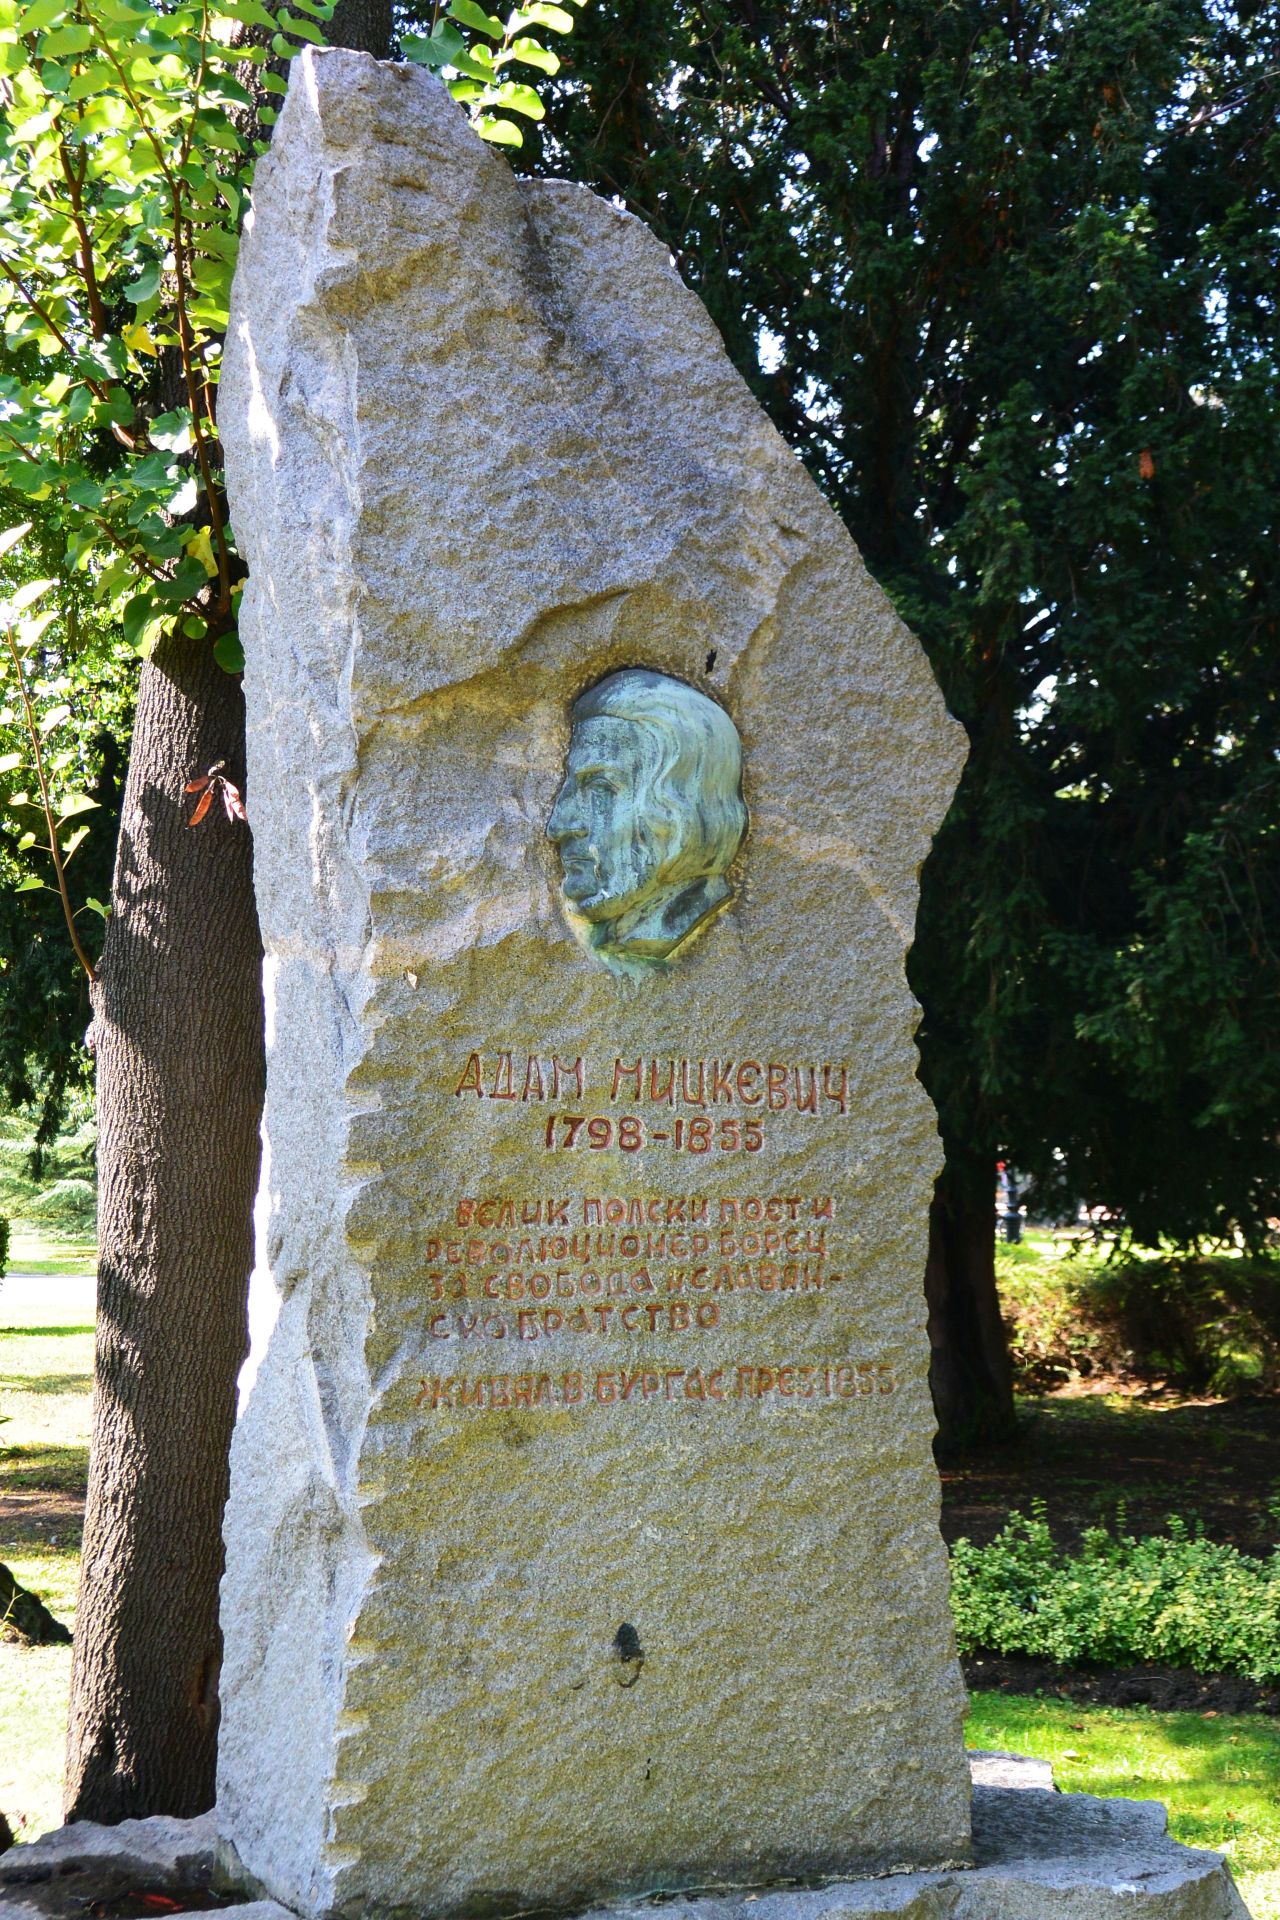 АДАМ МИЦКЕВИЧ
1798-1855
ВЕЛИК ПОЛСКИ ПОЕТ И
РЕВОЛЮЦИОНЕР БОРЕЦ
ЗА СВОБОДА И СЛАВЯН-
СКО БРАТСТВО
ЖИВЯЛ В БУРГАС ПРЕЗ 1855